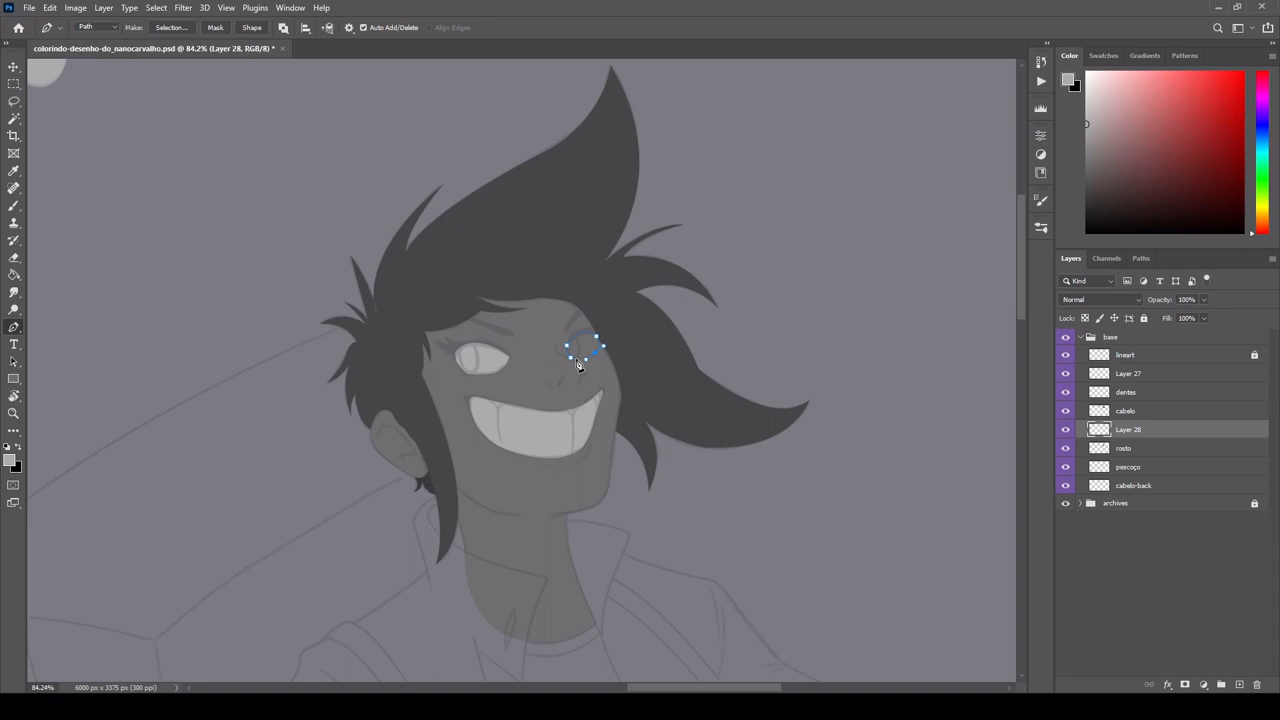 Ps File Edit Image Layer Type Select Filter 3D View Plugins Window Help
Path Make: Selection... Mask Shape Auto Add/Delete Align Edges
colorindo-desenho-do_nanocarvalho.psd @ 84.2% (Layer 28, RGB/8) *
Color Swatches Gradients Patterns
Layers Channels Paths
Kind
Normal Opacity: 100%
Lock: Fill: 100%
base
lineart
Layer 27
dentes
cabelo
Layer 28
rosto
pescoço
cabelo-back
archives
84.24% 6000 px x 3375 px (300 ppi)